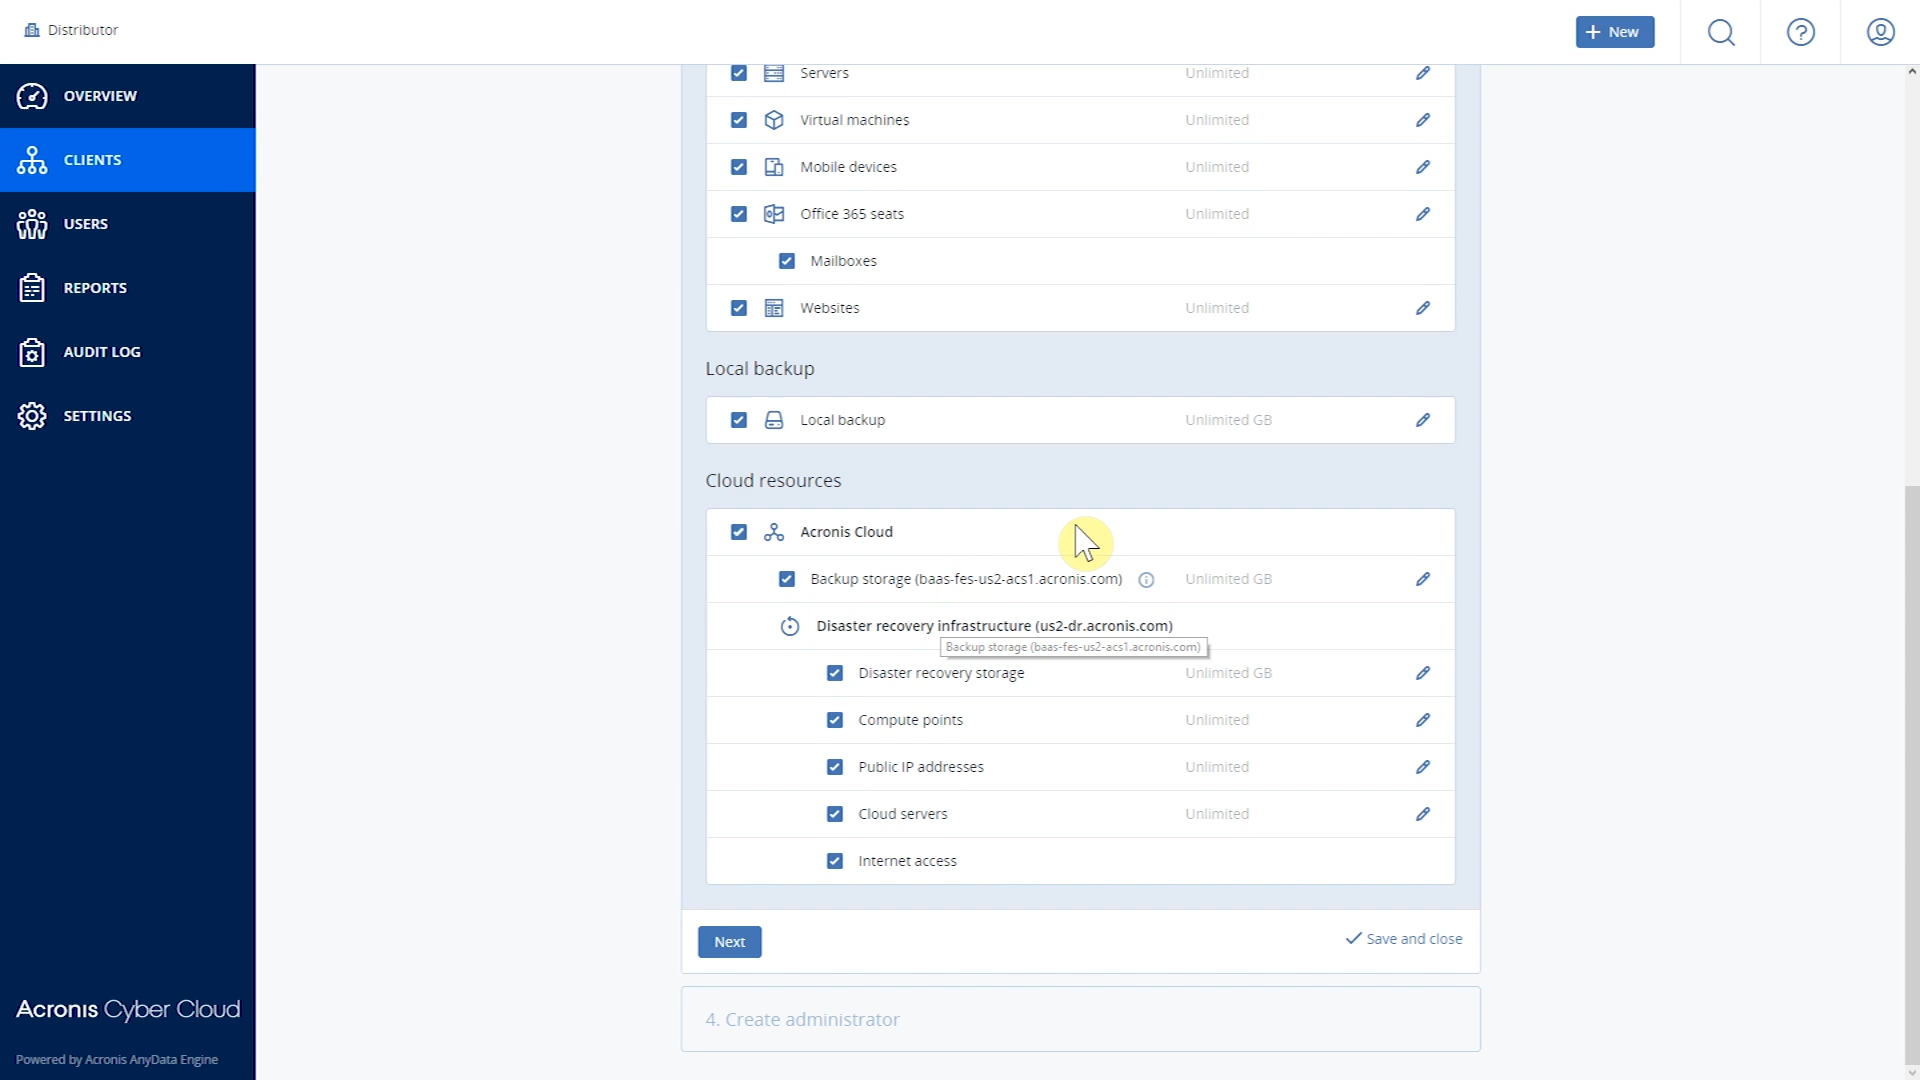 Distributor
New
OVERVIEW
CLIENTS
USERS
REPORTS
AUDIT LOG
SETTINGS
Servers Unlimited
Virtual machines Unlimited
Mobile devices Unlimited
Office 365 seats Unlimited
Mailboxes
Websites Unlimited
Local backup
Local backup Unlimited GB
Cloud resources
Acronis Cloud
Backup storage (baas-fes-us2-acs1.acronis.com) Unlimited GB
Disaster recovery infrastructure (us2-dr.acronis.com)
Backup storage (baas-fes-us2-acs1.acronis.com)
Disaster recovery storage Unlimited GB
Compute points Unlimited
Public IP addresses Unlimited
Cloud servers Unlimited
Internet access
Next
Save and close
4. Create administrator
Acronis Cyber Cloud
Powered by Acronis AnyData Engine